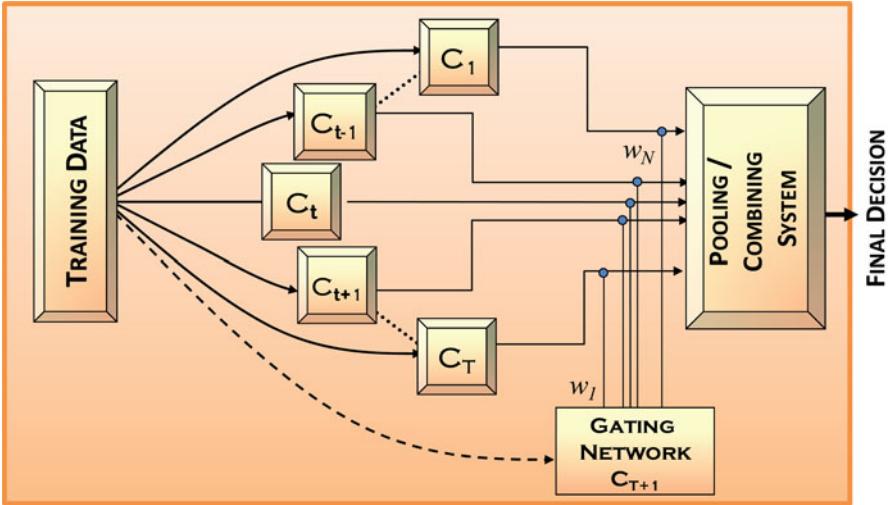 TRAINING DATA
C1
Ct-1
Ct
Ct+1
CT
wN
w1
GATING
NETWORK
CT+1
POOLING /
COMBINING
SYSTEM
FINAL DECISION